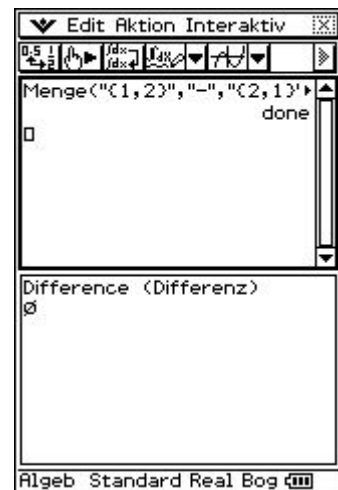 Edit Aktion Interaktiv
Menge("{1,2}","-","{2,1}'
done
Difference (Differenz)
Ø
Algeb Standard Real Bog